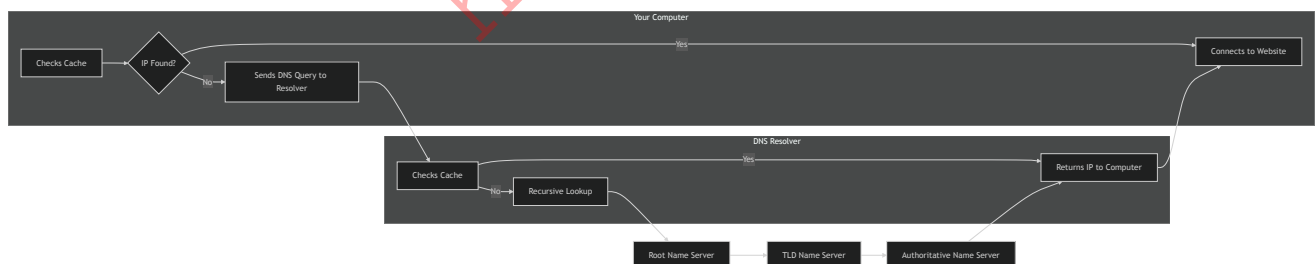 Your Computer
Checks Cache
IP Found?
Yes
No
Sends DNS Query to
Resolver
Connects to Website
DNS Resolver
Checks Cache
Yes
No
Recursive Lookup
Returns IP to Computer
Root Name Server
TLD Name Server
Authoritative Name Server